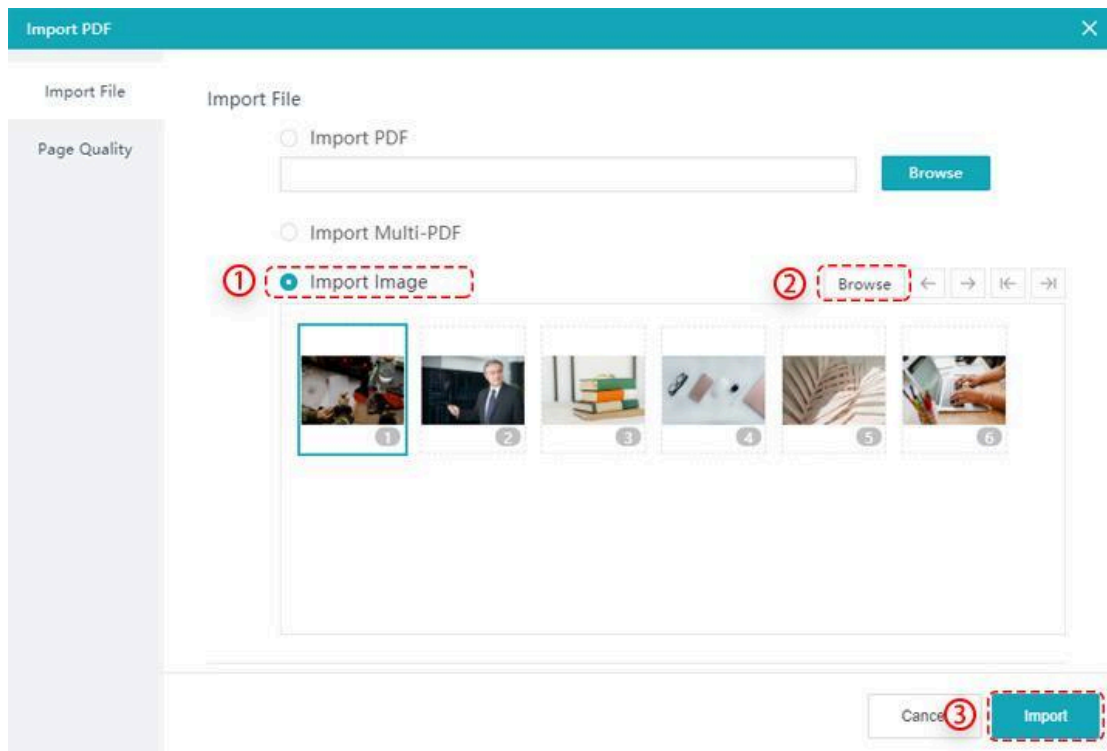 Import PDF
Import File
Page Quality
Import File
Import PDF
Browse
Import Multi-PDF
① Import Image
② Browse
1 2 3 4 5 6
Cance ③ Import